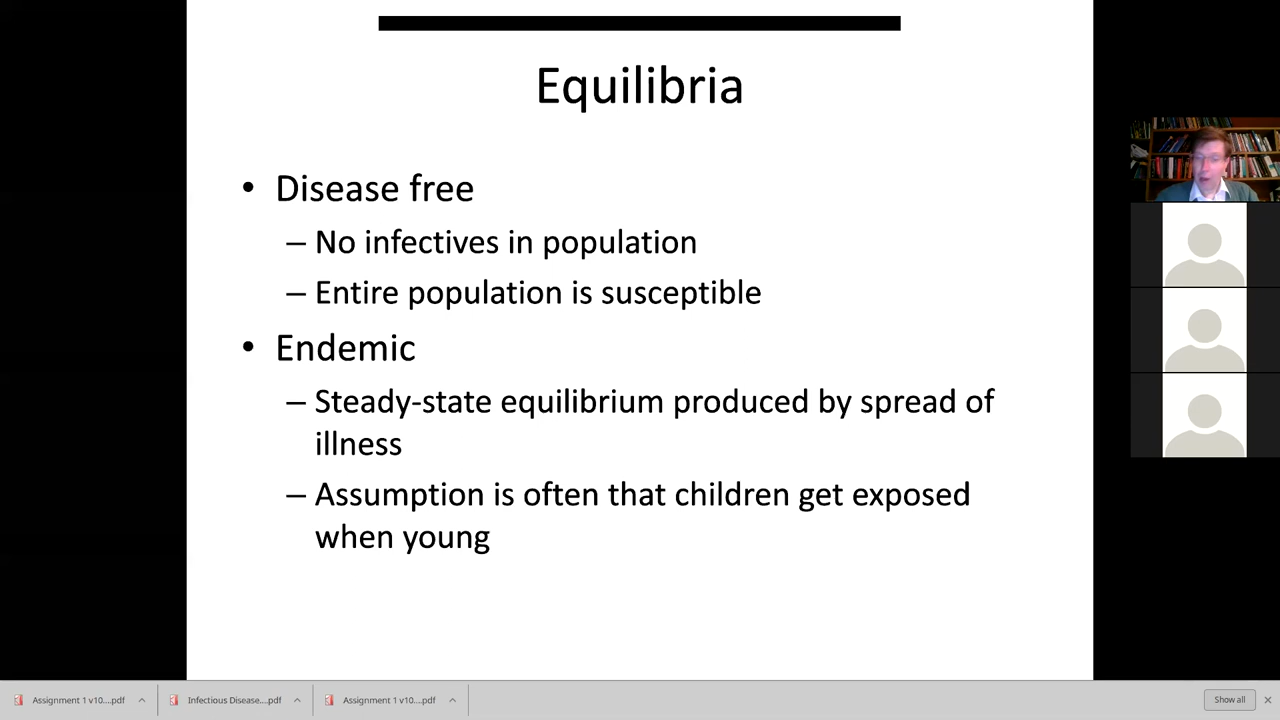 Equilibria
• Disease free
– No infectives in population
– Entire population is susceptible
• Endemic
– Steady-state equilibrium produced by spread of
illness
– Assumption is often that children get exposed
when young
Assignment 1 v10....pdf
Infectious Disease....pdf
Assignment 1 v10....pdf
Show all